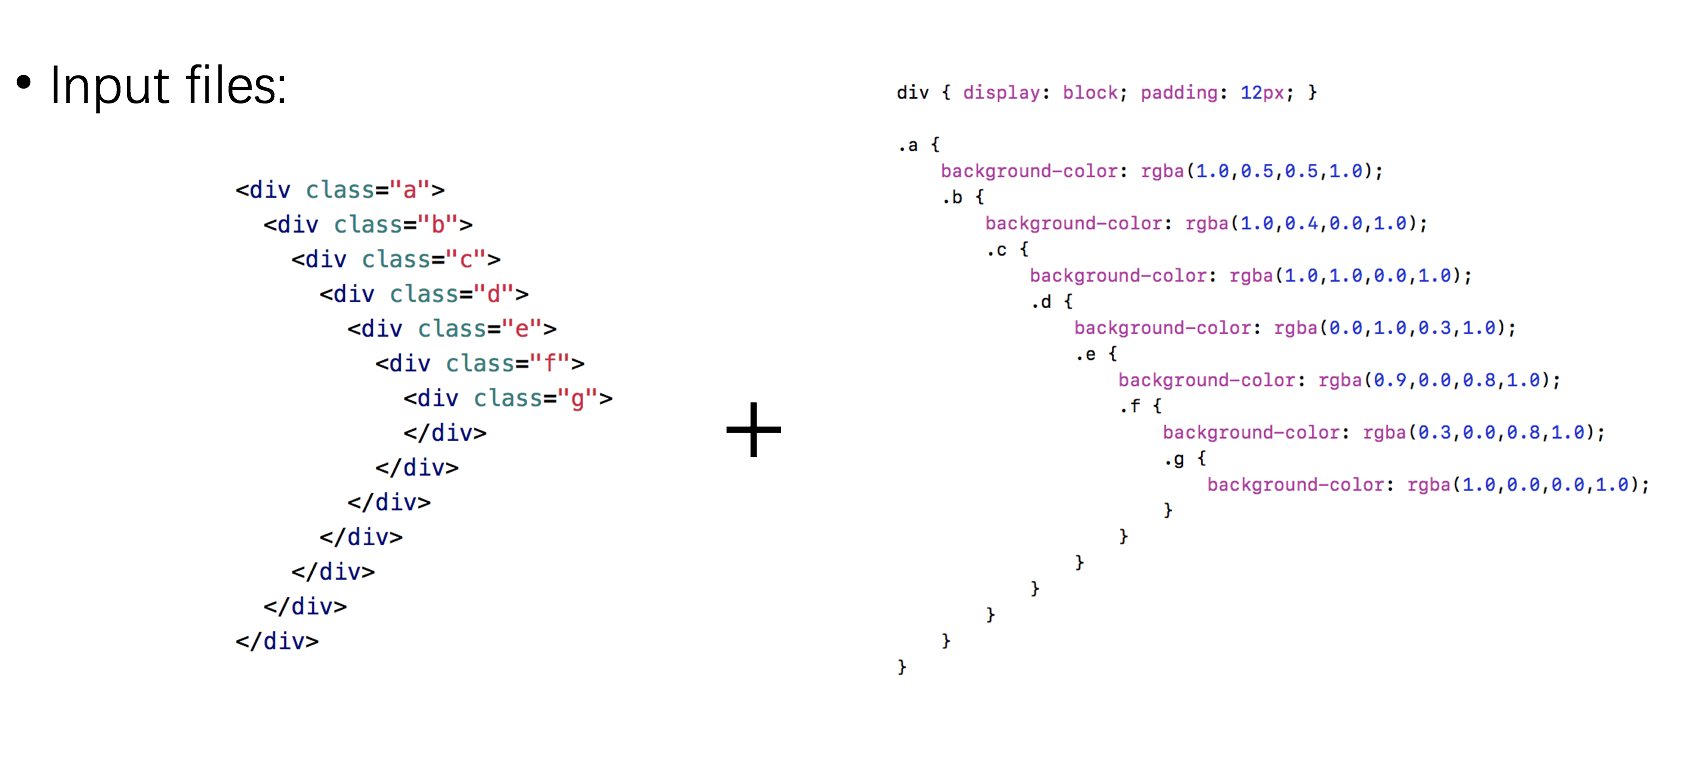 • Input files:
<div class="a">
<div class="b">
<div class="c">
<div class="d">
<div class="e">
<div class="f">
<div class="g">
</div>
</div>
</div>
</div>
</div>
</div>
</div>
+
div { display: block; padding: 12px; }
.a {
background-color: rgba(1.0,0.5,0.5,1.0);
.b {
background-color: rgba(1.0,0.4,0.0,1.0);
.c {
background-color: rgba(1.0,1.0,0.0,1.0);
.d {
background-color: rgba(0.0,1.0,0.3,1.0);
.e {
background-color: rgba(0.9,0.0,0.8,1.0);
.f {
background-color: rgba(0.3,0.0,0.8,1.0);
.g {
background-color: rgba(1.0,0.0,0.0,1.0);
}
}
}
}
}
}
}